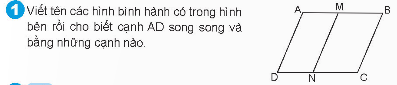 1 Viết tên các hình bình hành có trong hình
bên rồi cho biết cạnh AD song song và
bằng những cạnh nào.
A M B
D N C